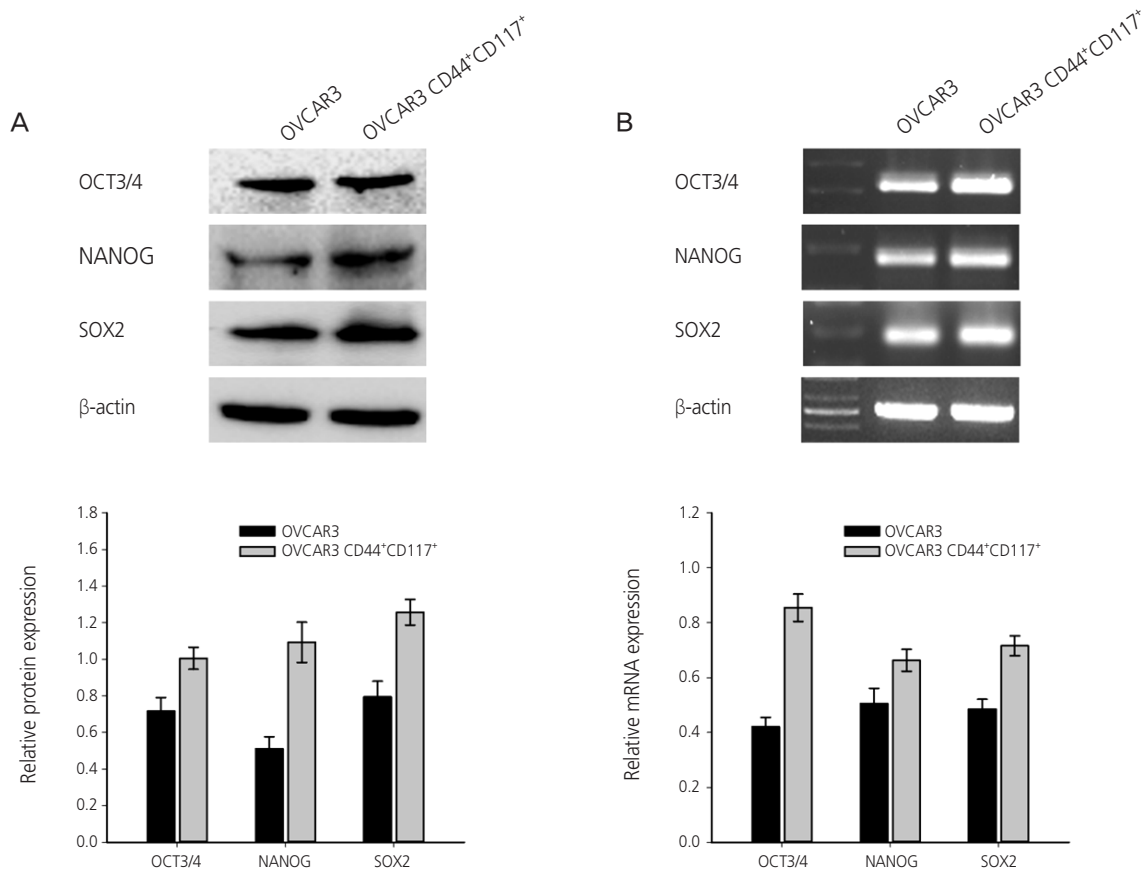 A
OVCAR3
OVCAR3 CD44⁺CD117⁺
OCT3/4
NANOG
SOX2
β-actin
1.8
1.6
1.4
1.2
1.0
0.8
0.6
0.4
0.2
0.0
Relative protein expression
OVCAR3
OVCAR3 CD44⁺CD117⁺
OCT3/4 NANOG SOX2
B
OVCAR3
OVCAR3 CD44⁺CD117⁺
OCT3/4
NANOG
SOX2
β-actin
1.2
1.0
0.8
0.6
0.4
0.2
0.0
Relative mRNA expression
OVCAR3
OVCAR3 CD44⁺CD117⁺
OCT3/4 NANOG SOX2